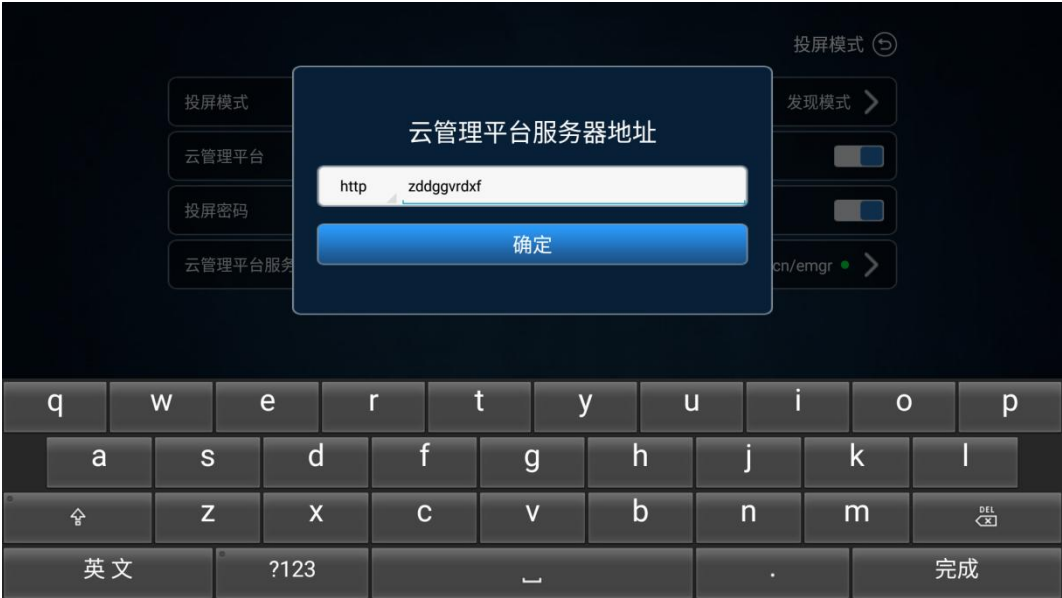 投屏模式
投屏模式
发现模式
云管理平台
投屏密码
云管理平台服务
cn/emgr
云管理平台服务器地址
http zddggvrdxf
确定
q w e r t y u i o p
a s d f g h j k l
z x c v b n m DEL
英文 ?123 . 完成